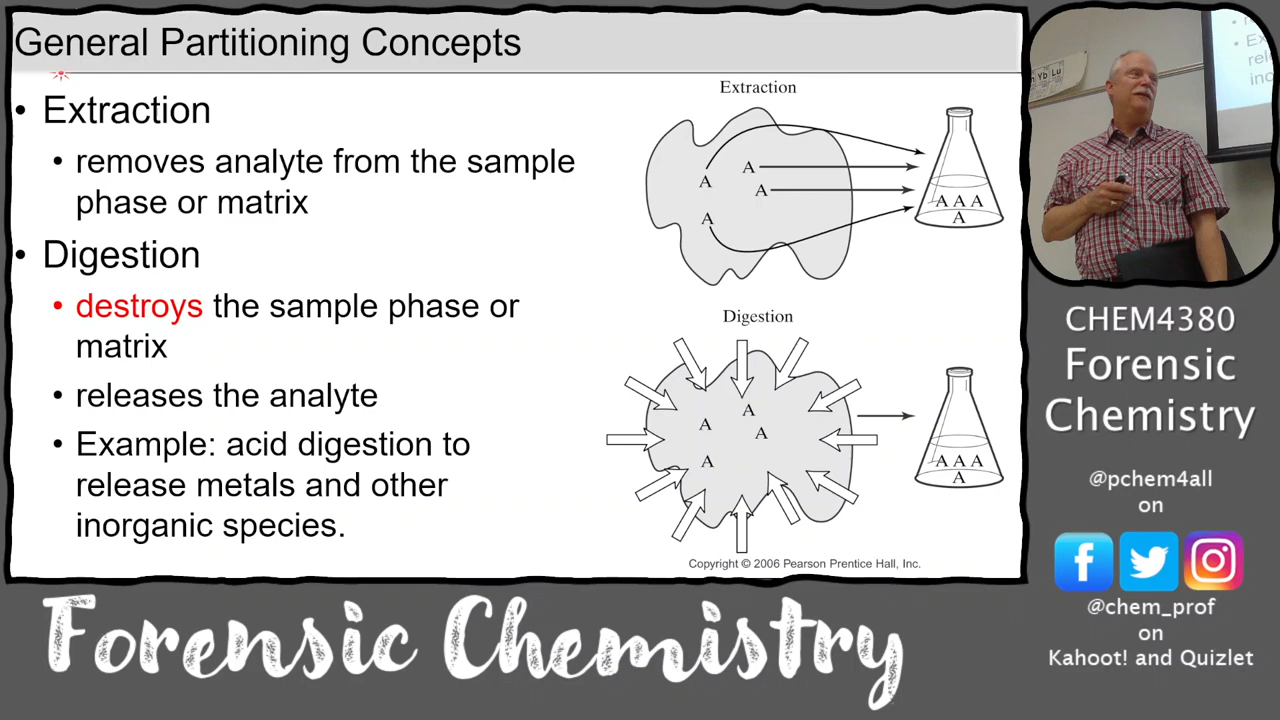 General Partitioning Concepts
• Extraction
• removes analyte from the sample
phase or matrix
• Digestion
• destroys the sample phase or
matrix
• releases the analyte
• Example: acid digestion to
release metals and other
inorganic species.
Extraction
A
A
A
A
A A A
A
Digestion
A
A
A
A
A A A
A
Copyright © 2006 Pearson Prentice Hall, Inc.
Yb Lu
CHEM4380
Forensic
Chemistry
@pchem4all
on
@chem_prof
on
Kahoot! and Quizlet
Forensic Chemistry